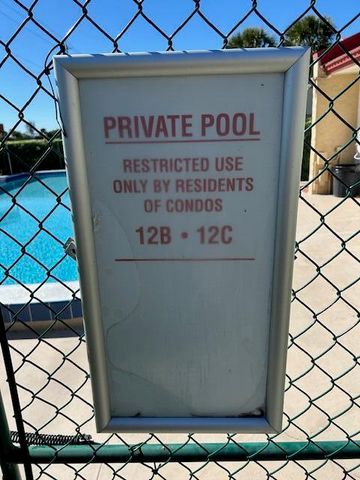 PRIVATE POOL
RESTRICTED USE
ONLY BY RESIDENTS
OF CONDOS
12B • 12C